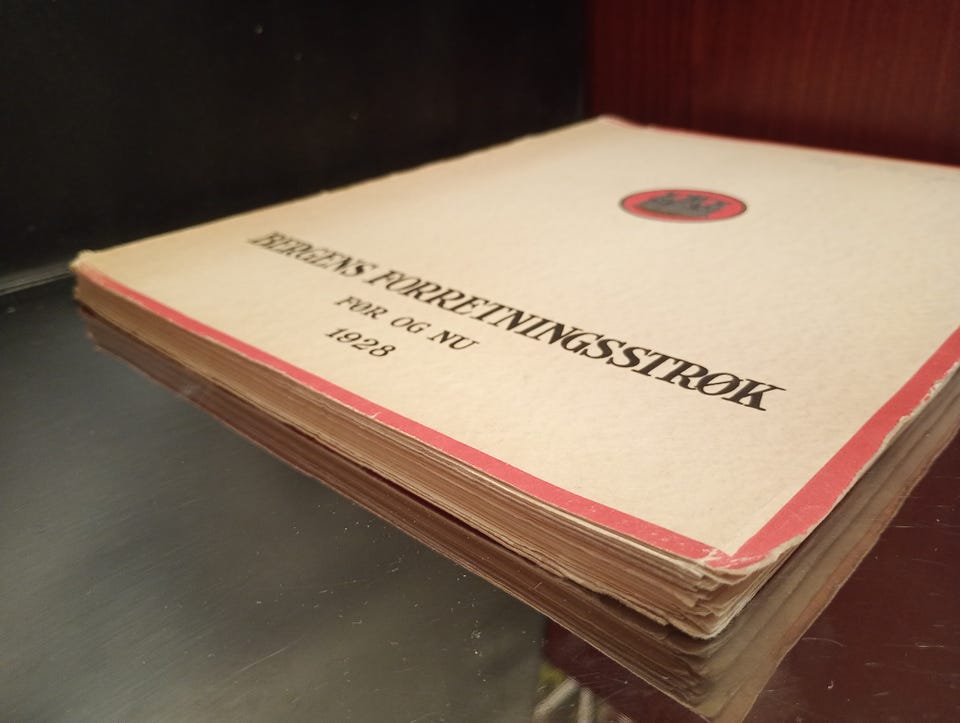 BERGENS FORRETNINGSSTRØK
FØR OG NU
1928